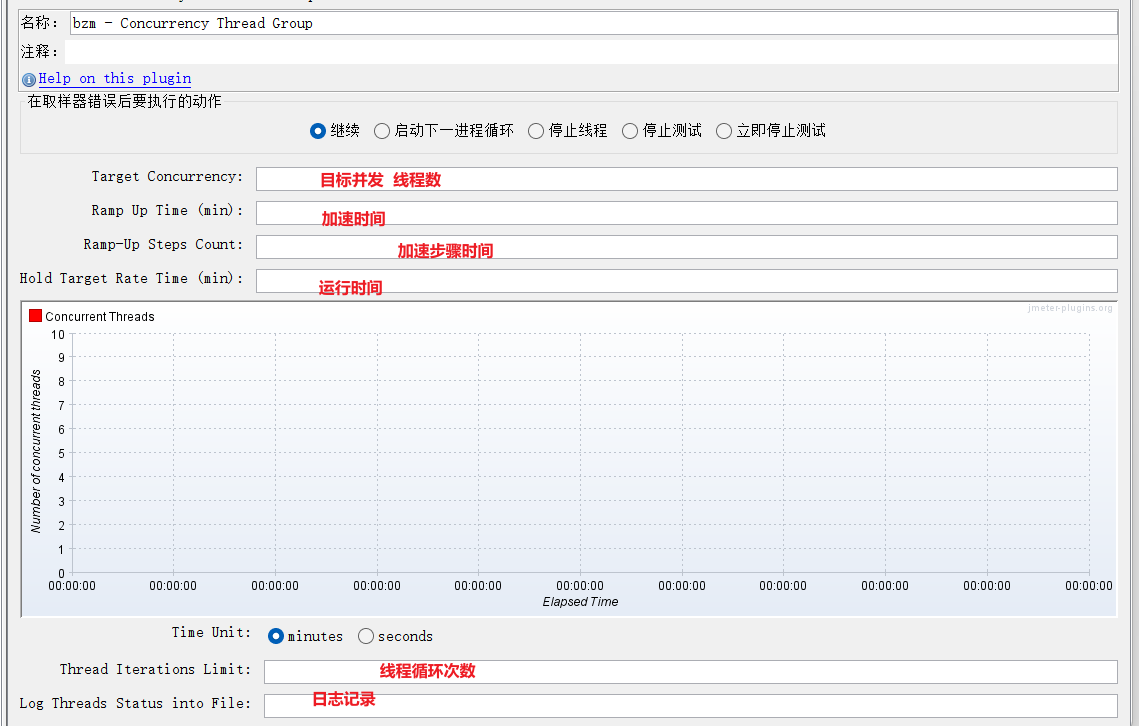 名称： bzm - Concurrency Thread Group
注释：
Help on this plugin
在取样器错误后要执行的动作
继续 启动下一进程循环 停止线程 停止测试 立即停止测试
Target Concurrency: 目标并发 线程数
Ramp Up Time (min): 加速时间
Ramp-Up Steps Count: 加速步骤时间
Hold Target Rate Time (min): 运行时间
Concurrent Threads jmeter-plugins.org
Number of concurrent threads
10
9
8
7
6
5
4
3
2
1
0
00:00:00 00:00:00 00:00:00 00:00:00 00:00:00 00:00:00 00:00:00 00:00:00 00:00:00 00:00:00 00:00:00
Elapsed Time
Time Unit: minutes seconds
Thread Iterations Limit: 线程循环次数
Log Threads Status into File: 日志记录